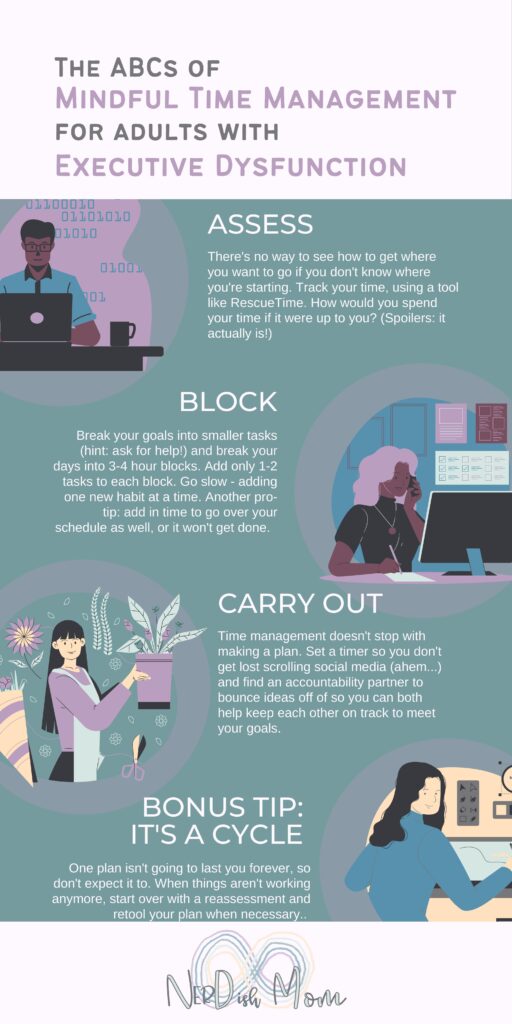 The ABCs of
Mindful Time Management
for adults with
Executive Dysfunction
01101010
01101010
01010
01010
01
ASSESS
There's no way to see how to get where
you want to go if you don't know where
you're starting. Track your time, using a tool
like RescueTime. How would you spend
your time if it were up to you? (Spoilers: it
actually is!)
BLOCK
Break your goals into smaller tasks
(hint: ask for help!) and break your
days into 3-4 hour blocks. Add only 1-2
tasks to each block. Go slow - adding
one new habit at a time. Another pro-
tip: add in time to go over your
schedule as well, or it won't get done.
CARRY OUT
Time management doesn't stop with
making a plan. Set a timer so you don't
get lost scrolling social media (ahem...)
and find an accountability partner to
bounce ideas off of so you can both
help keep each other on track to meet
your goals.
BONUS TIP:
IT'S A CYCLE
One plan isn't going to last you forever, so
don't expect it to. When things aren't working
anymore, start over with a reassessment and
retool your plan when necessary..
NERDish Mom